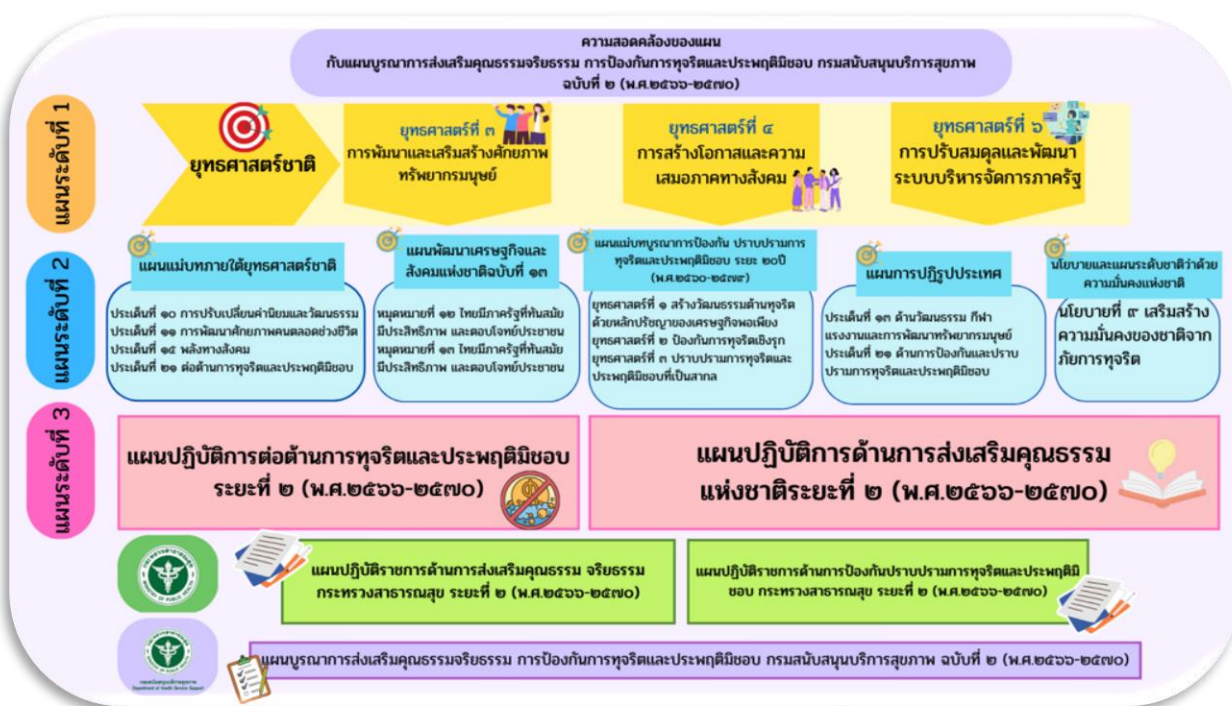 ความสอดคล้องของแผน
กับแผนบูรณาการส่งเสริมคุณธรรมจริยธรรม การป้องกันการทุจริตและประพฤติมิชอบ กรมสนับสนุนบริการสุขภาพ
ฉบับที่ ๒ (พ.ศ.๒๕๖๖-๒๕๗๐)
แผนระดับที่ 1
ยุทธศาสตร์ชาติ
ยุทธศาสตร์ที่ ๓
การพัฒนาและเสริมสร้างศักยภาพ
ทรัพยากรมนุษย์
ยุทธศาสตร์ที่ ๔
การสร้างโอกาสและความ
เสมอภาคทางสังคม
ยุทธศาสตร์ที่ ๖
การปรับสมดุลและพัฒนา
ระบบบริหารจัดการภาครัฐ
แผนระดับที่ 2
แผนแม่บทภายใต้ยุทธศาสตร์ชาติ
ประเด็นที่ ๑๐ การปรับเปลี่ยนค่านิยมและวัฒนธรรม
ประเด็นที่ ๑๑ การพัฒนาศักยภาพคนตลอดช่วงชีวิต
ประเด็นที่ ๑๕ พลังทางสังคม
ประเด็นที่ ๒๑ ต่อต้านการทุจริตและประพฤติมิชอบ
แผนพัฒนาเศรษฐกิจและ
สังคมแห่งชาติฉบับที่ ๑๓
หมุดหมายที่ ๑๒ ไทยมีภาครัฐที่ทันสมัย
มีประสิทธิภาพ และตอบโจทย์ประชาชน
หมุดหมายที่ ๑๓ ไทยมีภาครัฐที่ทันสมัย
มีประสิทธิภาพ และตอบโจทย์ประชาชน
แผนแม่บทบูรณาการป้องกัน ปราบปรามการ
ทุจริตและประพฤติมิชอบ ระยะ ๒๐ปี
(พ.ศ.๒๕๖๐-๒๕๗๙)
ยุทธศาสตร์ที่ ๑ สร้างวัฒนธรรมต้านทุจริต
ด้วยหลักปรัชญาของเศรษฐกิจพอเพียง
ยุทธศาสตร์ที่ ๒ ป้องกันการทุจริตเชิงรุก
ยุทธศาสตร์ที่ ๓ ปราบปรามการทุจริตและ
ประพฤติมิชอบที่เป็นสากล
แผนการปฏิรูปประเทศ
ประเด็นที่ ๑๓ ด้านวัฒนธรรม กีฬา
แรงงานและการพัฒนาทรัพยากรมนุษย์
ประเด็นที่ ๒๑ ด้านการป้องกันและปราบ
ปรามการทุจริตและประพฤติมิชอบ
นโยบายและแผนระดับชาติว่าด้วย
ความมั่นคงแห่งชาติ
นโยบายที่ ๙ เสริมสร้าง
ความมั่นคงของชาติจาก
ภัยการทุจริต
แผนระดับที่ 3
แผนปฏิบัติการต่อต้านการทุจริตและประพฤติมิชอบ
ระยะที่ ๒ (พ.ศ.๒๕๖๖-๒๕๗๐)
แผนปฏิบัติการด้านการส่งเสริมคุณธรรม
แห่งชาติระยะที่ ๒ (พ.ศ.๒๕๖๖-๒๕๗๐)
แผนปฏิบัติราชการด้านการส่งเสริมคุณธรรม จริยธรรม
กระทรวงสาธารณสุข ระยะที่ ๒ (พ.ศ.๒๕๖๖-๒๕๗๐)
แผนปฏิบัติราชการด้านการป้องกันปราบปรามการทุจริตและประพฤติมิ
ชอบ กระทรวงสาธารณสุข ระยะที่ ๒ (พ.ศ.๒๕๖๖-๒๕๗๐)
กรมสนับสนุนบริการสุขภาพ
Department of Health Service Support
แผนบูรณาการส่งเสริมคุณธรรมจริยธรรม การป้องกันการทุจริตและประพฤติมิชอบ กรมสนับสนุนบริการสุขภาพ ฉบับที่ ๒ (พ.ศ.๒๕๖๖-๒๕๗๐)